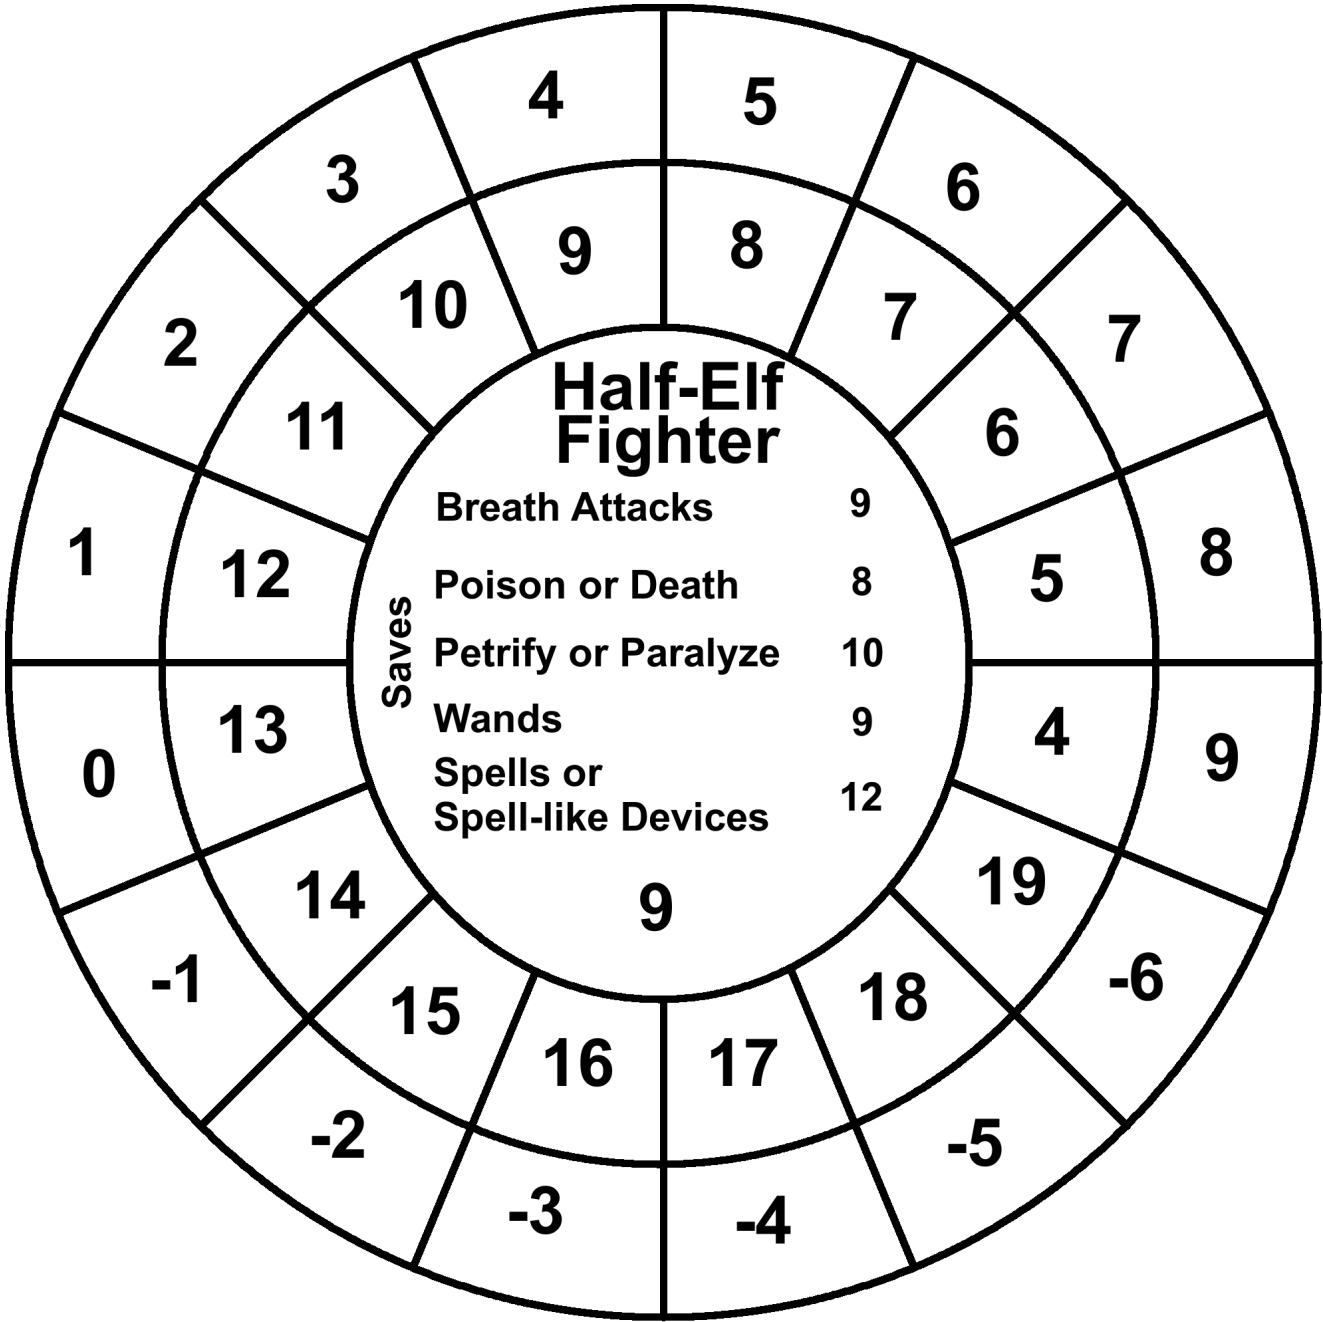 4 5
3 6
9 8
10 7
2 7
11 6
Half-Elf
Fighter
Breath Attacks 9
1 8
12 5
Poison or Death 8
Saves
Petrify or Paralyze 10
Wands 9
13 4
0 9
Spells or
Spell-like Devices 12
14 19
9
-1 -6
15 18
16 17
-2 -5
-3 -4